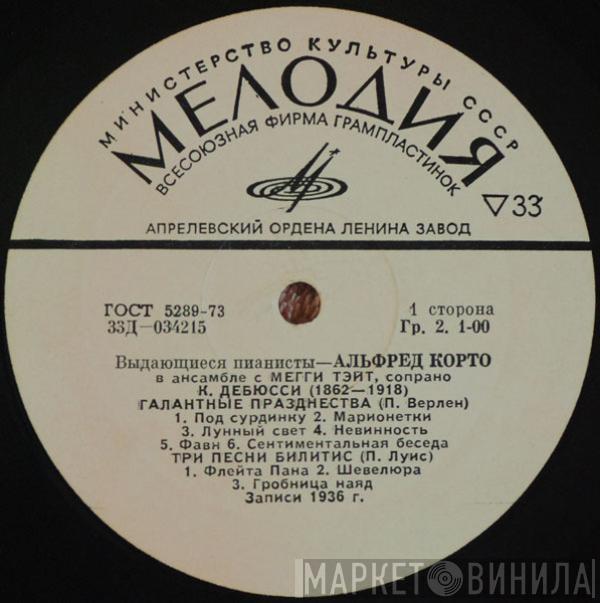 МИНИСТЕРСТВО КУЛЬТУРЫ СССР
МЕЛОДИЯ
ВСЕСОЮЗНАЯ ФИРМА ГРАМПЛАСТИНОК
▽33
АПРЕЛЕВСКИЙ ОРДЕНА ЛЕНИНА ЗАВОД
ГОСТ 5289-73
33Д—034215
1 сторона
Гр. 2. 1-00
Выдающиеся пианисты—АЛЬФРЕД КОРТО
в ансамбле с МЕГГИ ТЭЙТ, сопрано
К. ДЕБЮССИ (1862—1918)
ГАЛАНТНЫЕ ПРАЗДНЕСТВА (П. Верлен)
1. Под сурдинку 2. Марионетки
3. Лунный свет 4. Невинность
5. Фавн 6. Сентиментальная беседа
ТРИ ПЕСНИ БИЛИТИС (П. Луис)
1. Флейта Пана 2. Шевелюра
3. Гробница наяд
Записи 1936 г.
МАРКЕТ ВИНИЛА